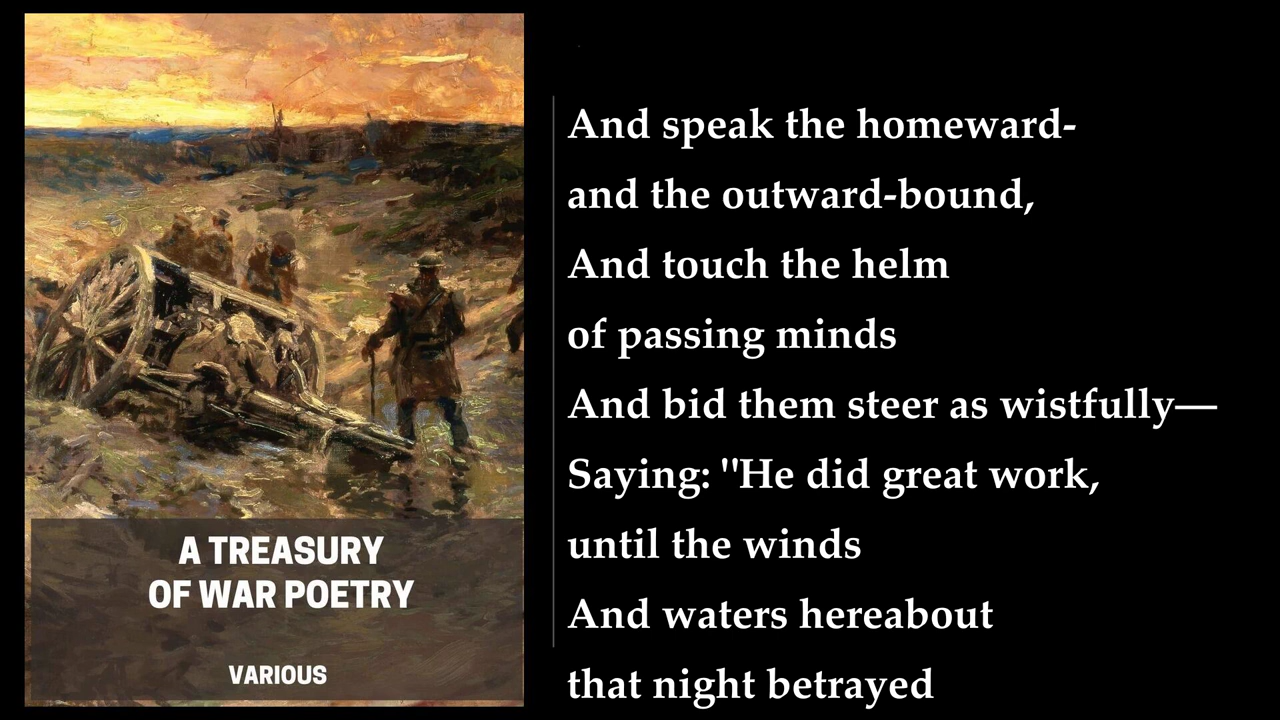 A TREASURY
OF WAR POETRY
VARIOUS
And speak the homeward-
and the outward-bound,
And touch the helm
of passing minds
And bid them steer as wistfully—
Saying: "He did great work,
until the winds
And waters hereabout
that night betrayed